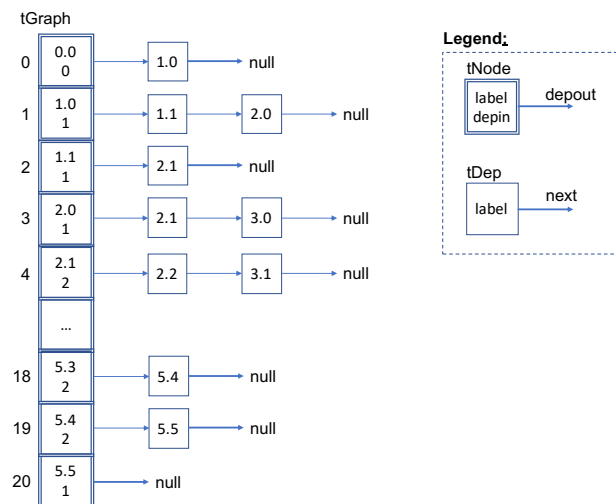 tGraph
0
0.0
0
1.0
null
1
1.0
1
1.1
2.0
null
2
1.1
1
2.1
null
3
2.0
1
2.1
3.0
null
4
2.1
2
2.2
3.1
null
...
18
5.3
2
5.4
null
19
5.4
2
5.5
null
20
5.5
1
null
Legend:
tNode
label
depin
depout
tDep
label
next